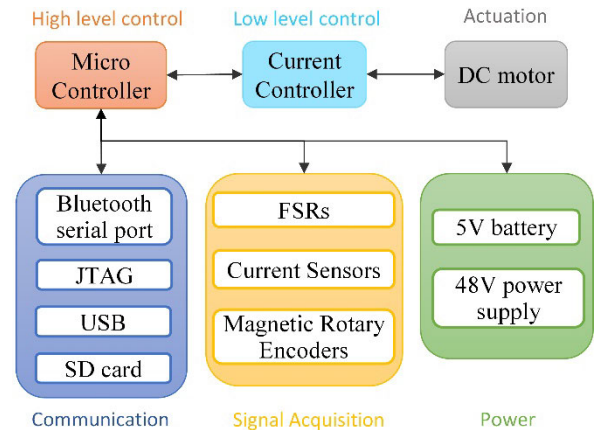 High level control
Low level control
Actuation
Micro
Controller
Current
Controller
DC motor
Bluetooth
serial port
JTAG
USB
SD card
FSRs
Current Sensors
Magnetic Rotary
Encoders
5V battery
48V power
supply
Communication
Signal Acquisition
Power